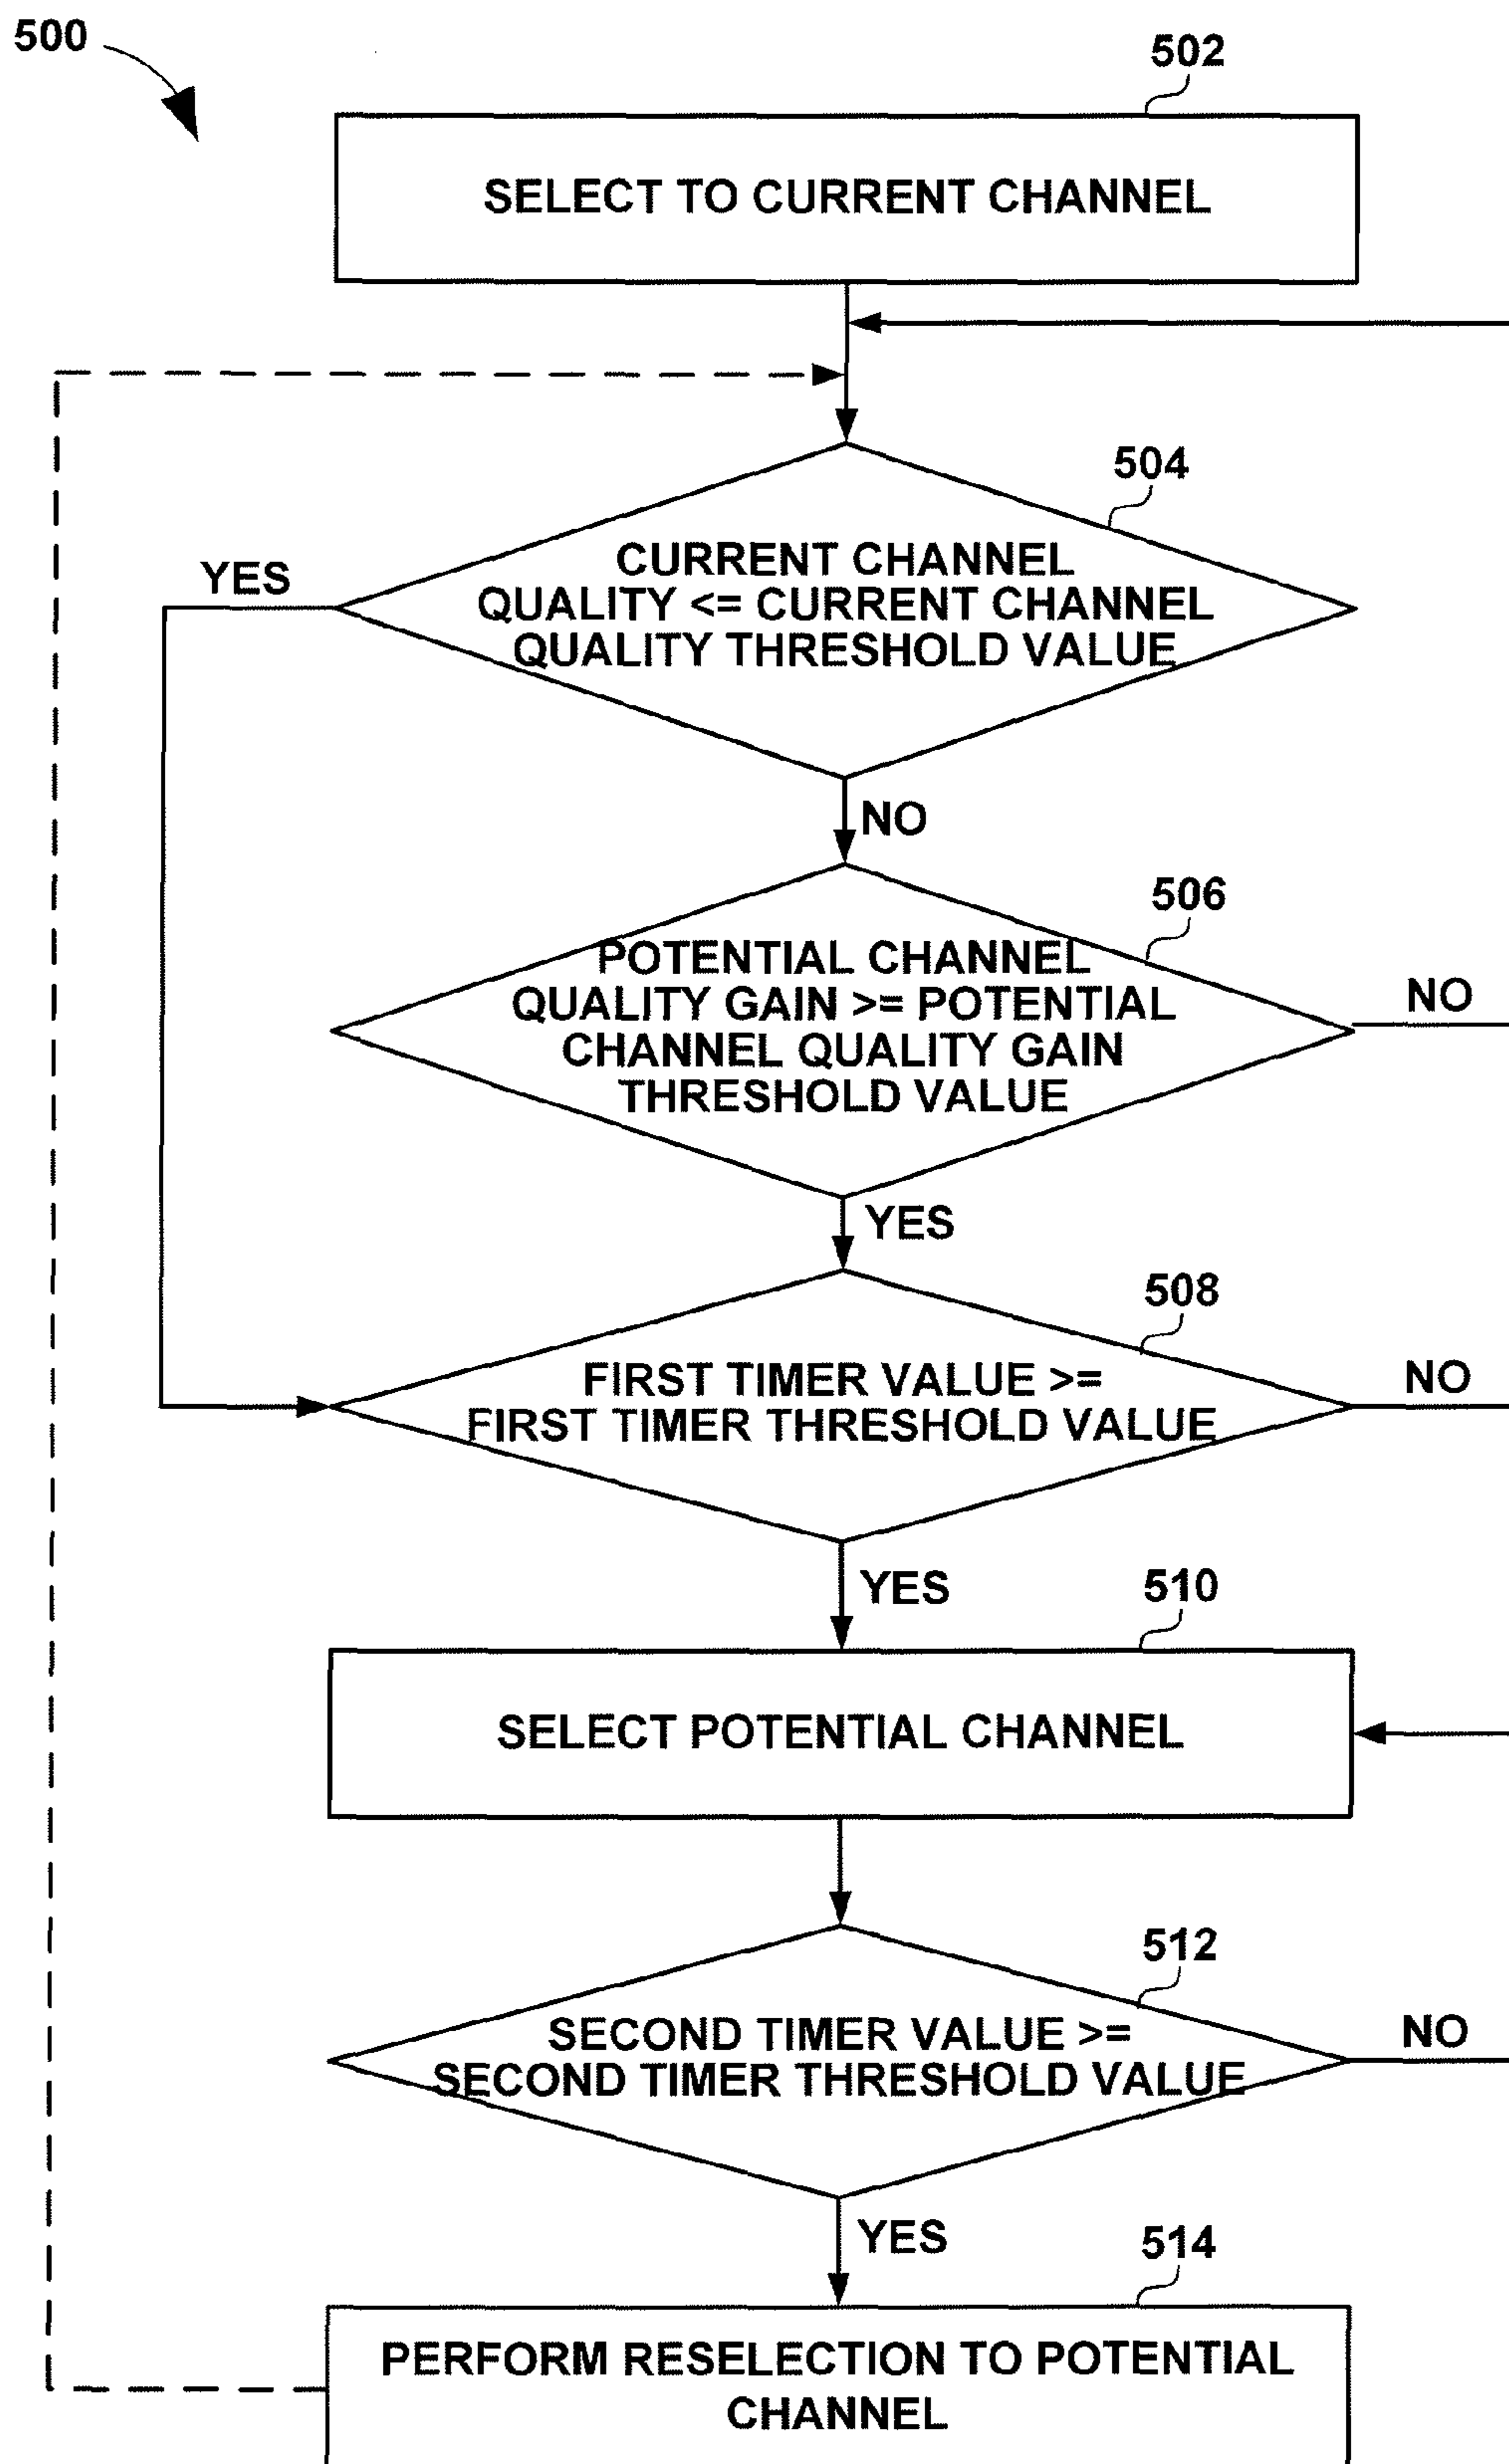 500
502
SELECT TO CURRENT CHANNEL
504
CURRENT CHANNEL
QUALITY <= CURRENT CHANNEL
QUALITY THRESHOLD VALUE
YES
NO
506
POTENTIAL CHANNEL
QUALITY GAIN >= POTENTIAL
CHANNEL QUALITY GAIN
THRESHOLD VALUE
NO
YES
508
FIRST TIMER VALUE >=
FIRST TIMER THRESHOLD VALUE
NO
YES
510
SELECT POTENTIAL CHANNEL
512
SECOND TIMER VALUE >=
SECOND TIMER THRESHOLD VALUE
NO
YES
514
PERFORM RESELECTION TO POTENTIAL
CHANNEL